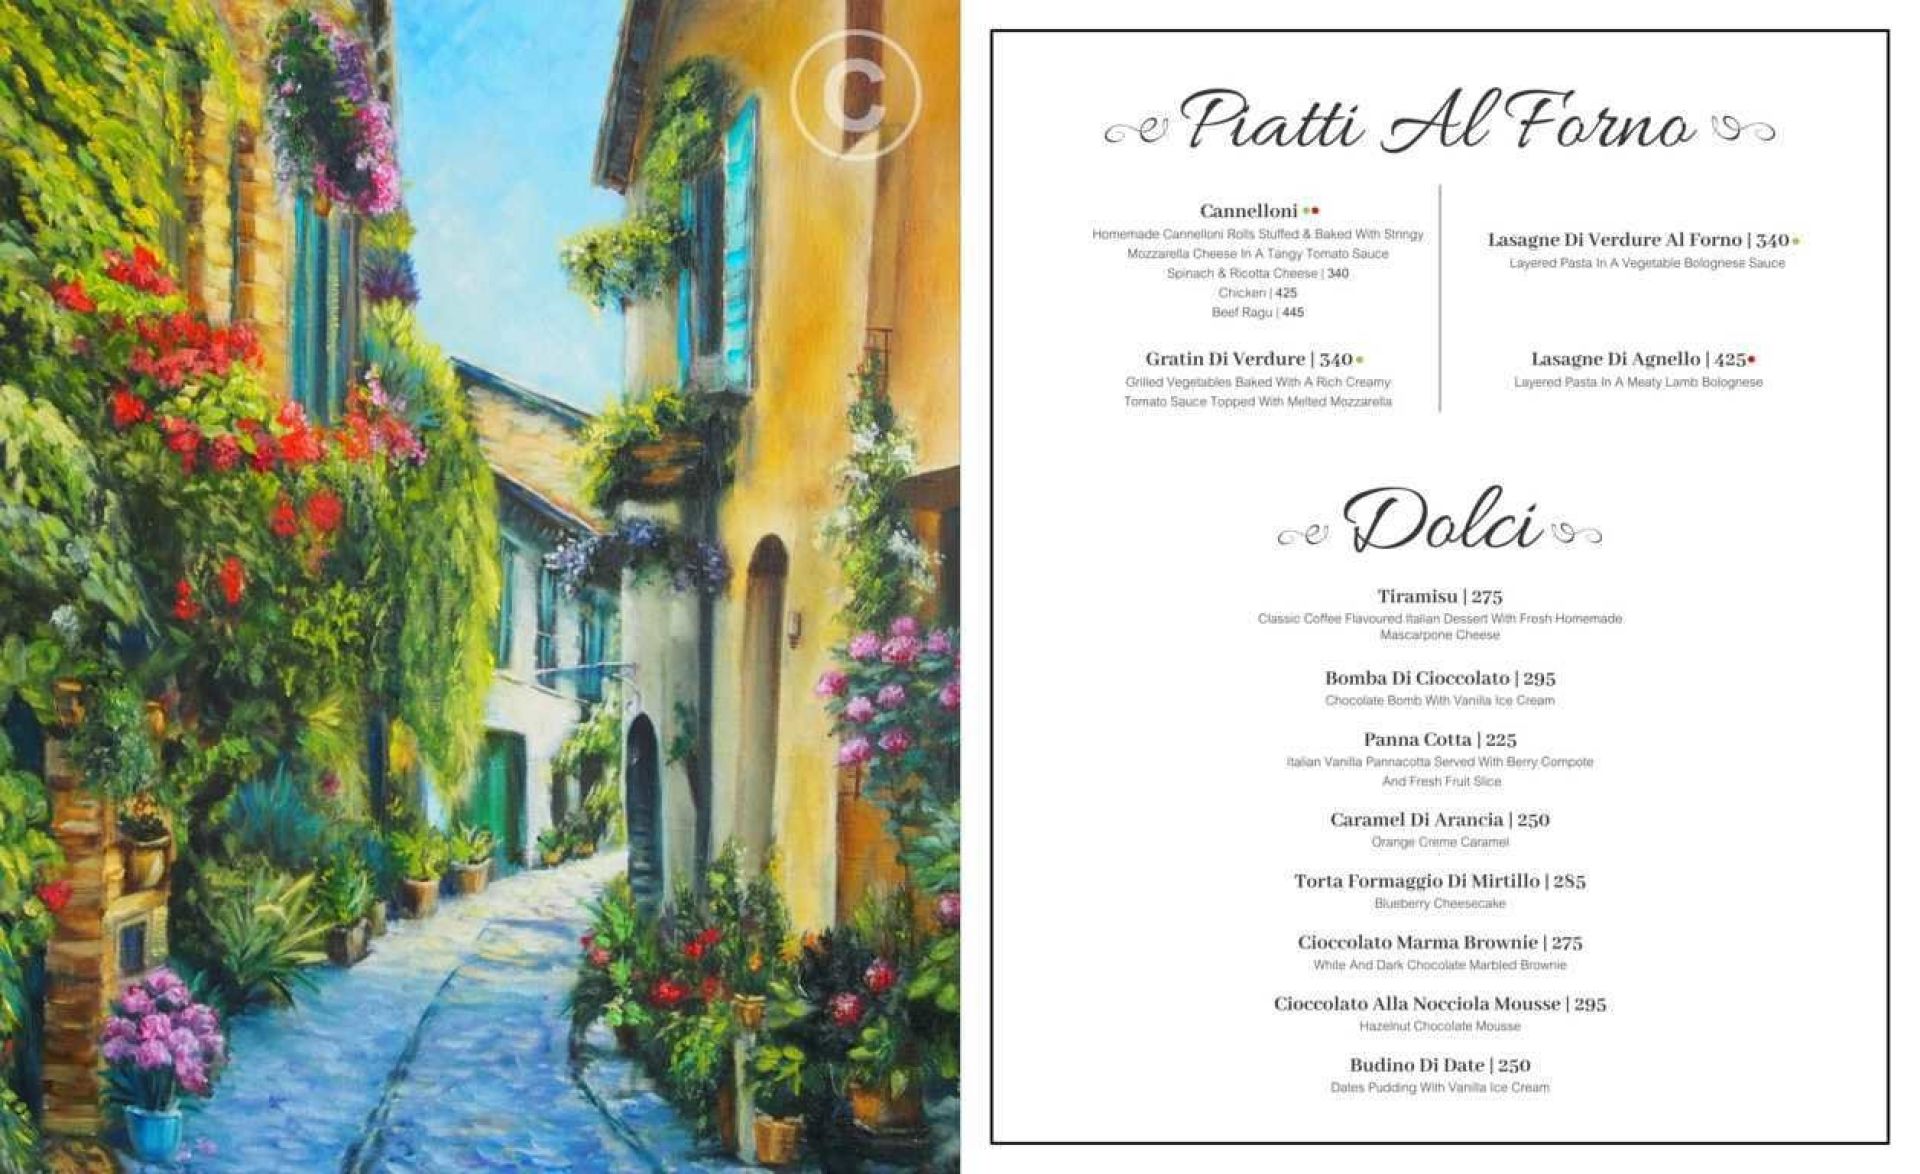 ©
Piatti Al Forno
Cannelloni
Homemade Cannelloni Rolls Stuffed & Baked With Stringy
Mozzarella Cheese In A Tangy Tomato Sauce
Spinach & Ricotta Cheese | 340
Chicken | 425
Beef Ragu | 445
Gratin Di Verdure | 340
Grilled Vegetables Baked With A Rich Creamy
Tomato Sauce Topped With Melted Mozzarella
Lasagne Di Verdure Al Forno | 340
Layered Pasta In A Vegetable Bolognese Sauce
Lasagne Di Agnello | 425
Layered Pasta In A Meaty Lamb Bolognese
Dolci
Tiramisu | 275
Classic Coffee Flavoured Italian Dessert With Fresh Homemade
Mascarpone Cheese
Bomba Di Cioccolato | 295
Chocolate Bomb With Vanilla Ice Cream
Panna Cotta | 225
Italian Vanilla Pannacotta Served With Berry Compote
And Fresh Fruit Slice
Caramel Di Arancia | 250
Orange Creme Caramel
Torta Formaggio Di Mirtillo | 285
Blueberry Cheesecake
Cioccolato Marma Brownie | 275
White And Dark Chocolate Marbled Brownie
Cioccolato Alla Nocciola Mousse | 295
Hazelnut Chocolate Mousse
Budino Di Date | 250
Dates Pudding With Vanilla Ice Cream